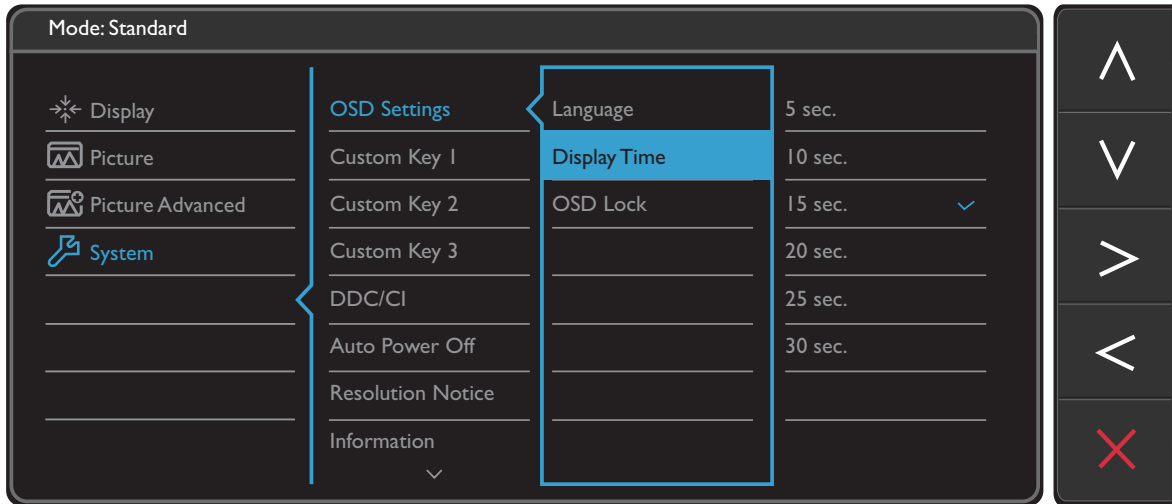 Mode: Standard
Display
Picture
Picture Advanced
System
OSD Settings
Custom Key 1
Custom Key 2
Custom Key 3
DDC/CI
Auto Power Off
Resolution Notice
Information
Language
Display Time
OSD Lock
5 sec.
10 sec.
15 sec.
20 sec.
25 sec.
30 sec.